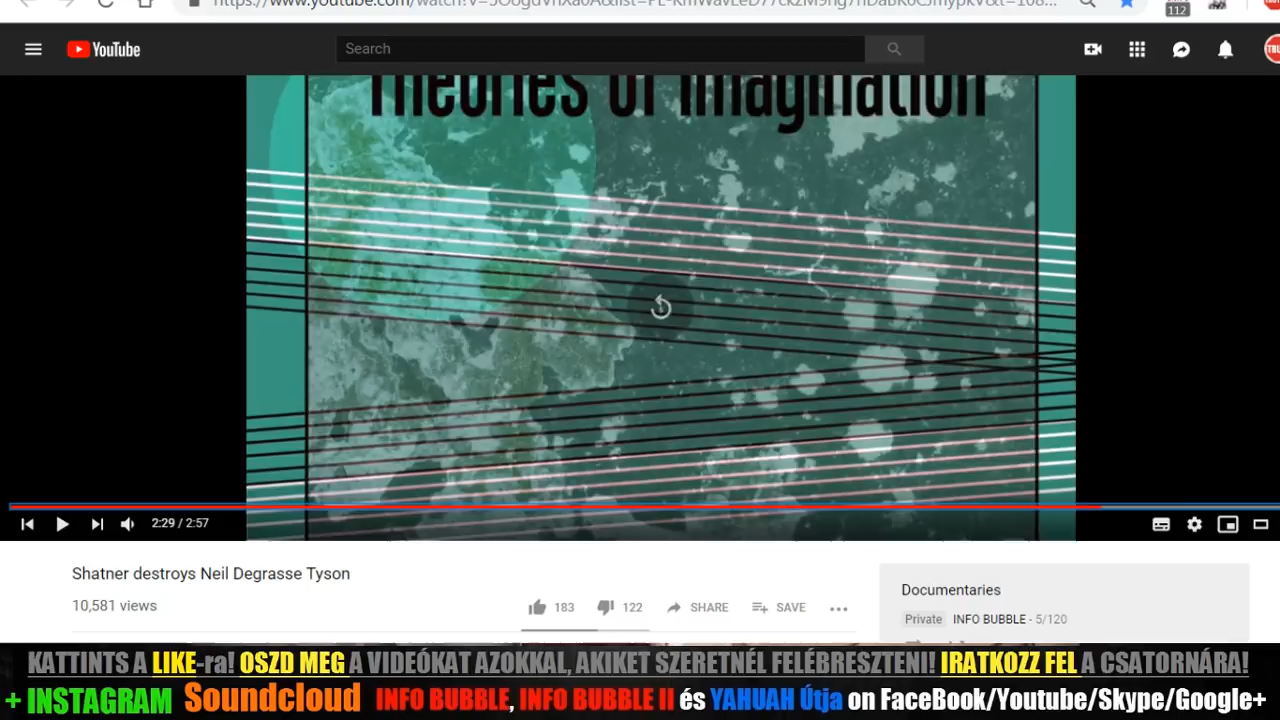 YouTube
Search
112
Theories of Imagination
2:29 / 2:57
Shatner destroys Neil Degrasse Tyson
10,581 views
183
122
SHARE
SAVE
Documentaries
Private INFO BUBBLE - 5/120
KATTINTS A LIKE-ra! OSZD MEG A VIDEÓKAT AZOKKAL, AKIKET SZERETNÉL FELÉBRESZTENI! IRATKOZZ FEL A CSATORNÁRA!
+ INSTAGRAM Soundcloud INFO BUBBLE, INFO BUBBLE II és YAHUAH Útja on FaceBook/Youtube/Skype/Google+